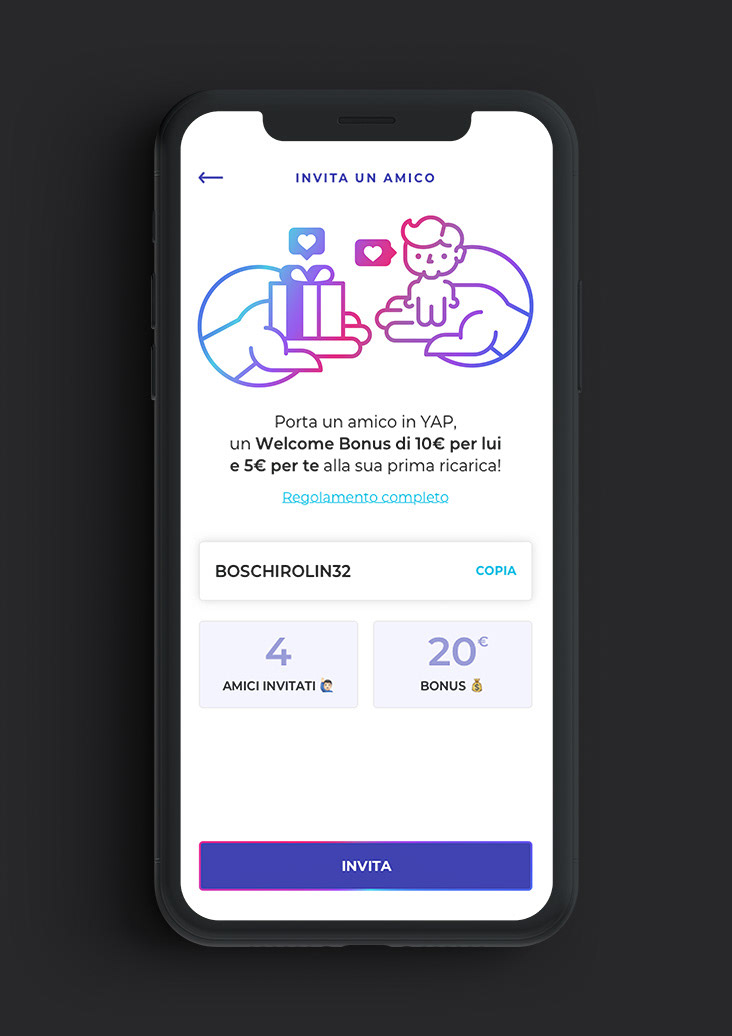 INVITA UN AMICO
Porta un amico in YAP,
un Welcome Bonus di 10€ per lui
e 5€ per te alla sua prima ricarica!
Regolamento completo
BOSCHIROLIN32 COPIA
4 20€
AMICI INVITATI 🙋🏻‍♂️ BONUS 💰
INVITA